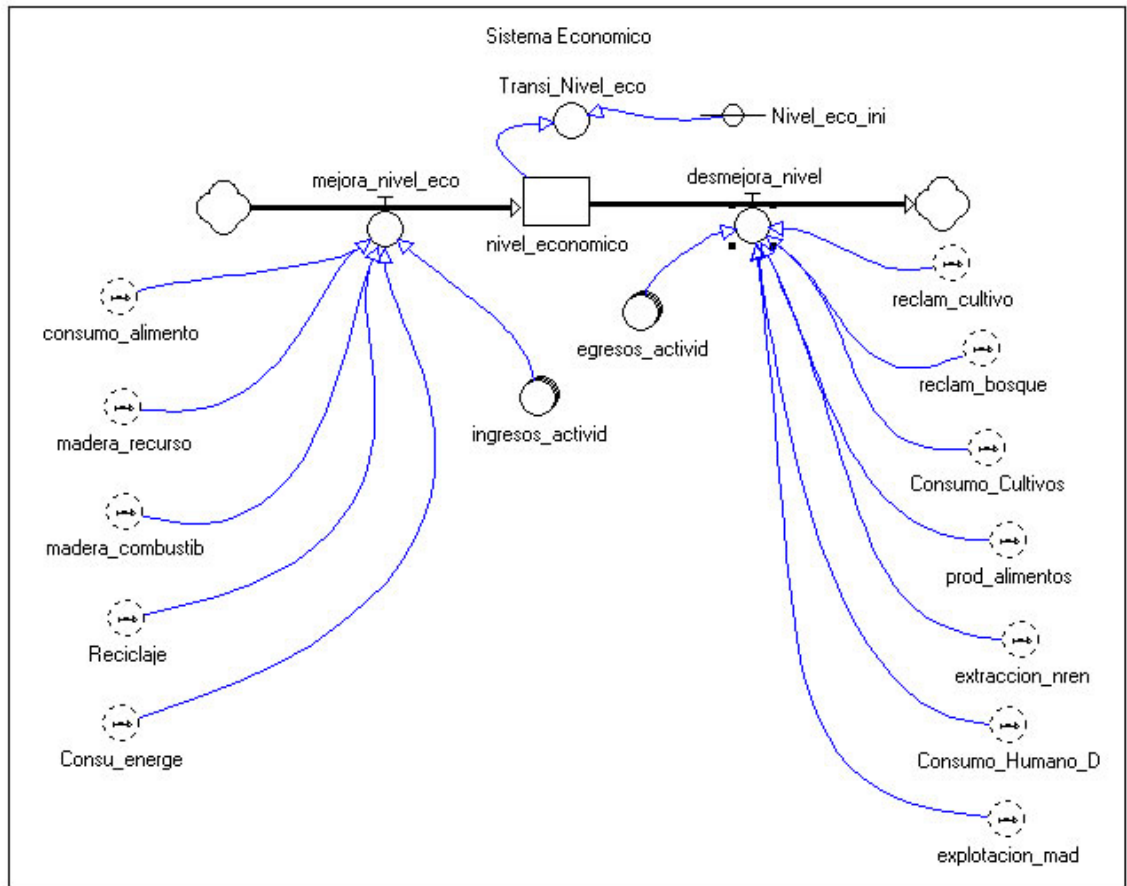 Sistema Economico
Transi_Nivel_eco
Nivel_eco_ini
mejora_nivel_eco
desmejora_nivel
nivel_economico
reclam_cultivo
consumo_alimento
egresos_activid
reclam_bosque
madera_recurso
ingresos_activid
Consumo_Cultivos
madera_combustib
prod_alimentos
Reciclaje
extraccion_nren
Consu_energe
Consumo_Humano_D
explotacion_mad